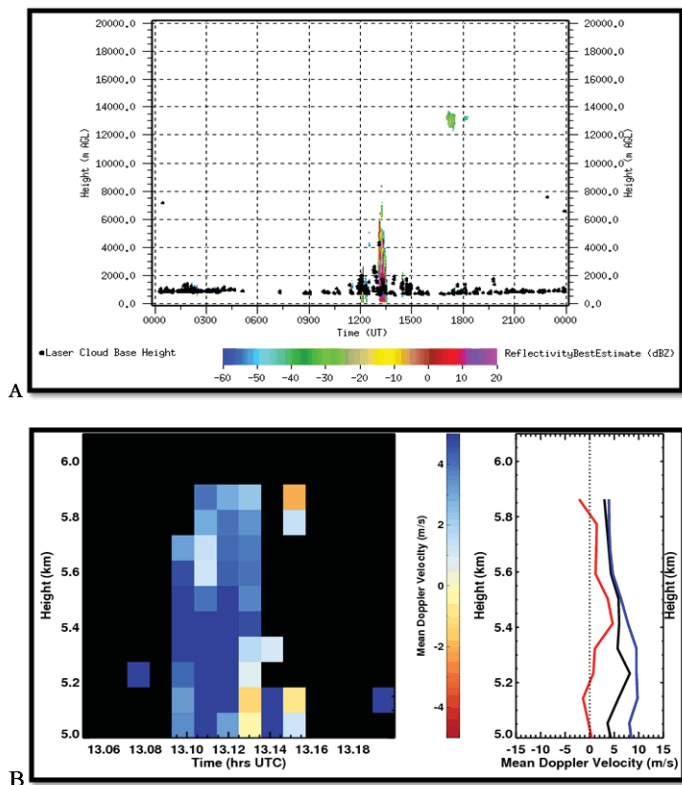 20000.0 20000.0
18000.0 18000.0
16000.0 16000.0
14000.0 14000.0
12000.0 12000.0
10000.0 10000.0
8000.0 8000.0
6000.0 6000.0
4000.0 4000.0
2000.0 2000.0
0.0 0.0
Height (m AGL)
Height (m AGL)
0000 0300 0600 0900 1200 1500 1800 2100 0000
Time (UT)
Laser Cloud Base Height
ReflectivityBestEstimate (dBZ)
-60 -50 -40 -30 -20 -10 0 10 20
A
6.0
5.8
5.6
5.4
5.2
5.0
Height (km)
13.06 13.08 13.10 13.12 13.14 13.16 13.18
Time (hrs UTC)
4
2
0
-2
-4
Mean Doppler Velocity (m/s)
6.0
5.8
5.6
5.4
5.2
5.0
Height (km)
Height (km)
-15 -10 -5 0 5 10 15
Mean Doppler Velocity (m/s)
B